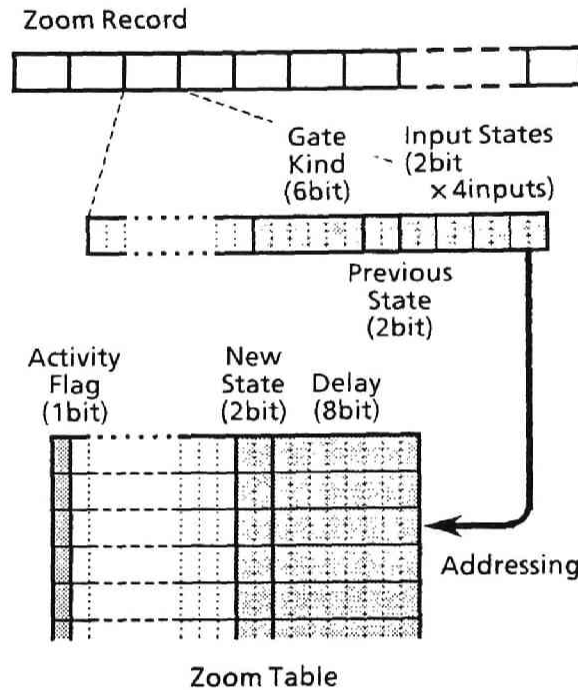 Zoom Record
Gate
Kind
(6bit)
Input States
(2bit
×4inputs)
Previous
State
(2bit)
Activity
Flag
(1bit)
New
State
(2bit)
Delay
(8bit)
Addressing
Zoom Table